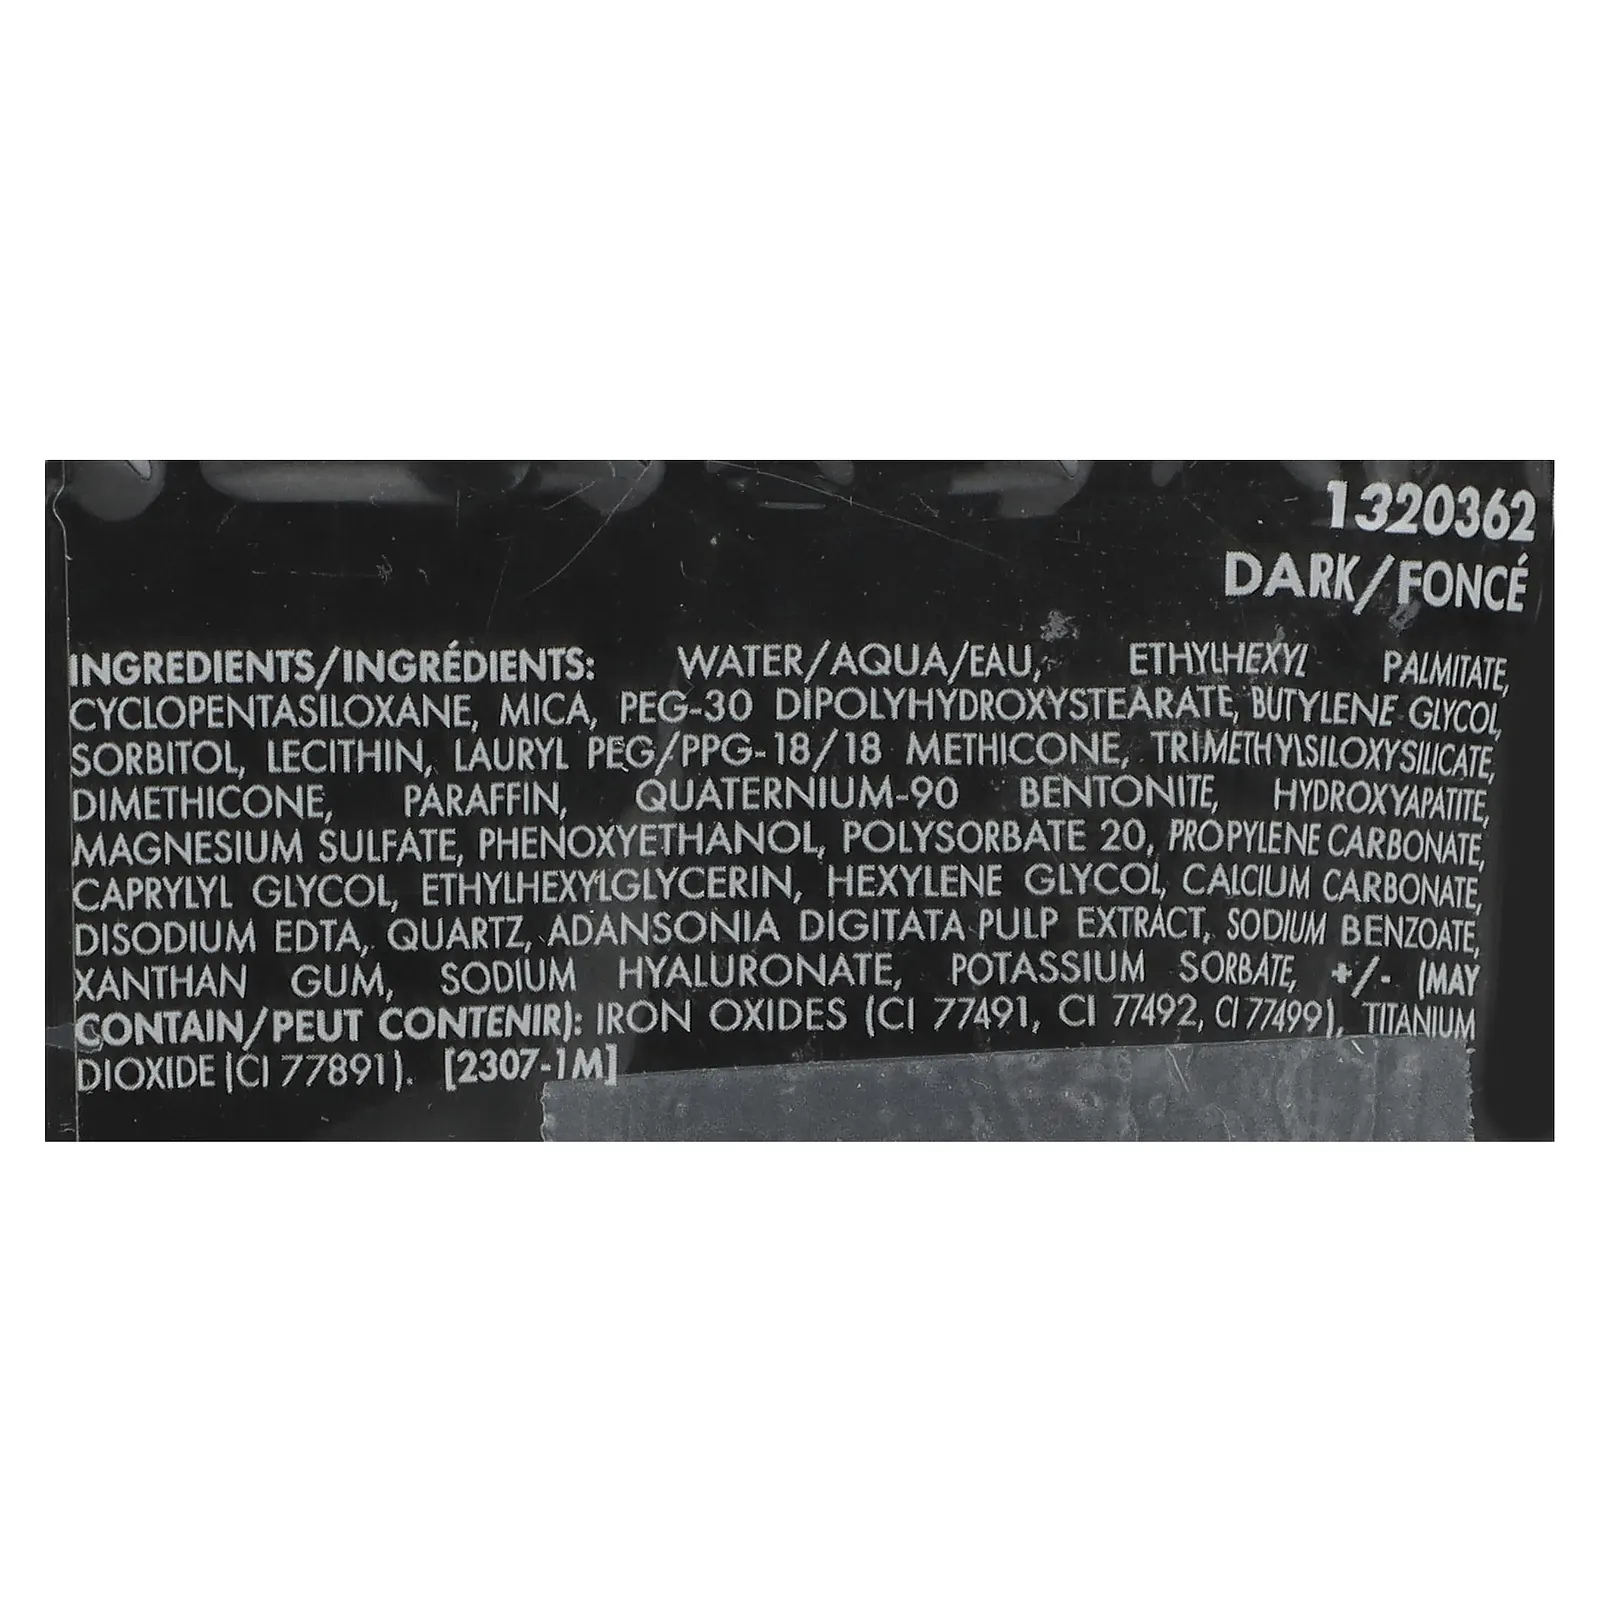 1320362
DARK/FONCÉ
INGREDIENTS/INGRÉDIENTS: WATER/AQUA/EAU, ETHYLHEXYL PALMITATE,
CYCLOPENTASILOXANE, MICA, PEG-30 DIPOLYHYDROXYSTEARATE, BUTYLENE GLYCOL,
SORBITOL, LECITHIN, LAURYL PEG/PPG-18/18 METHICONE, TRIMETHYLSILOXYSILICATE,
DIMETHICONE, PARAFFIN, QUATERNIUM-90 BENTONITE, HYDROXYAPATITE,
MAGNESIUM SULFATE, PHENOXYETHANOL, POLYSORBATE 20, PROPYLENE CARBONATE,
CAPRYLYL GLYCOL, ETHYLHEXYLGLYCERIN, HEXYLENE GLYCOL, CALCIUM CARBONATE,
DISODIUM EDTA, QUARTZ, ADANSONIA DIGITATA PULP EXTRACT, SODIUM BENZOATE,
XANTHAN GUM, SODIUM HYALURONATE, POTASSIUM SORBATE, +/- (MAY
CONTAIN/PEUT CONTENIR): IRON OXIDES (CI 77491, CI 77492, CI 77499), TITANIUM
DIOXIDE (CI 77891). [2307-1M]